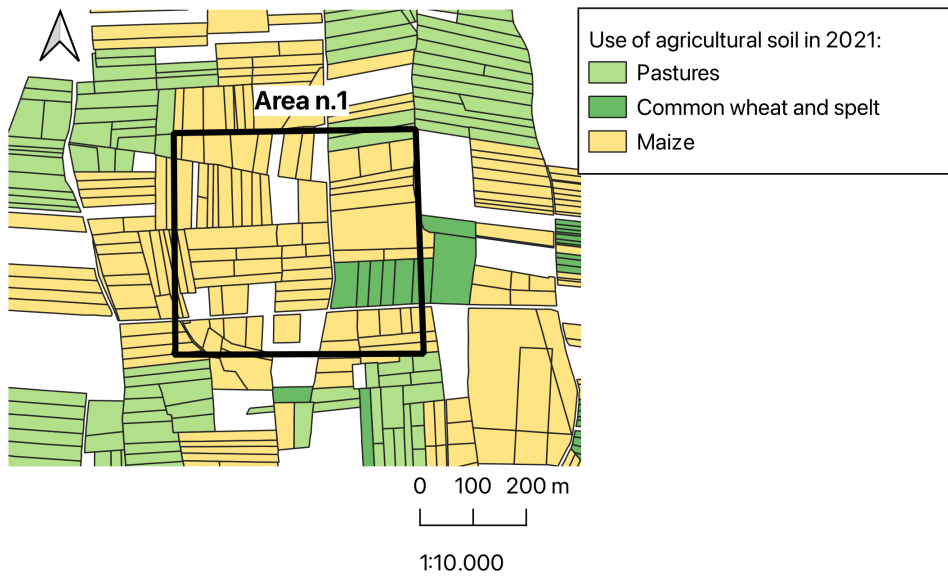 Area n.1
Use of agricultural soil in 2021:
Pastures
Common wheat and spelt
Maize
0 100 200 m
1:10.000